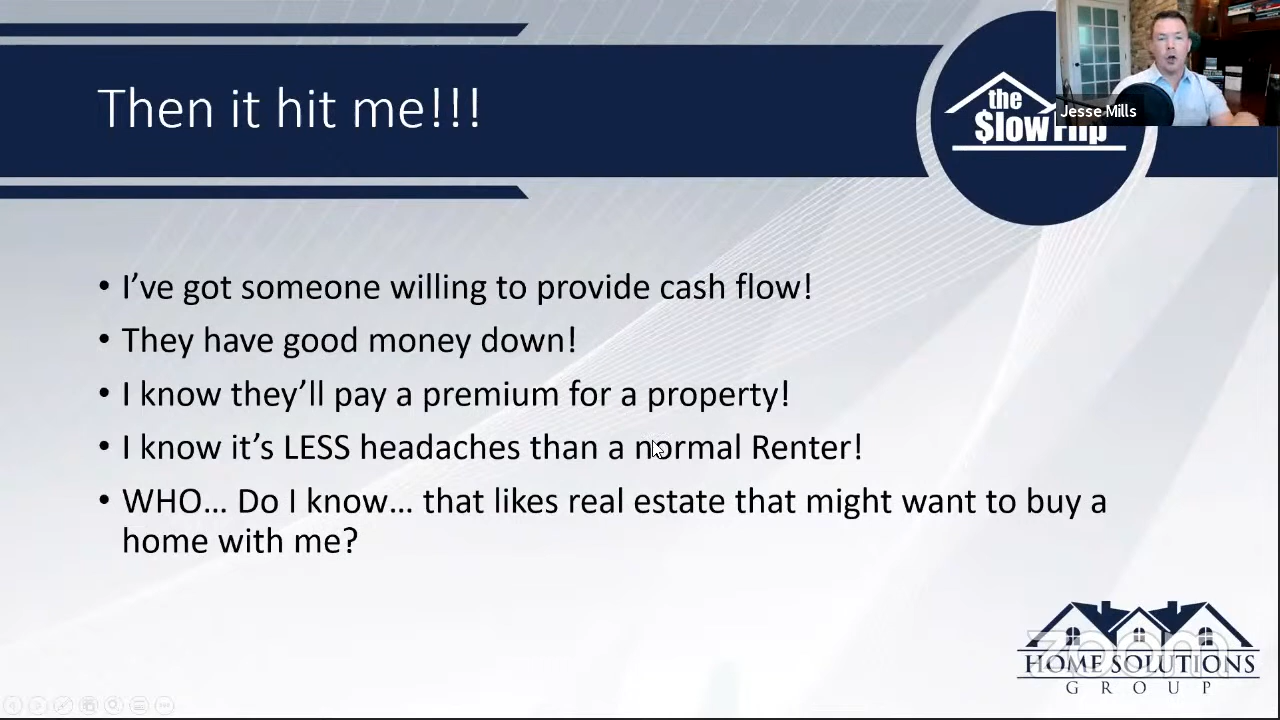 Then it hit me!!!
the
$low Flip
Jesse Mills
• I’ve got someone willing to provide cash flow!
• They have good money down!
• I know they’ll pay a premium for a property!
• I know it’s LESS headaches than a normal Renter!
• WHO… Do I know… that likes real estate that might want to buy a
home with me?
zoom
HOME SOLUTIONS
GROUP